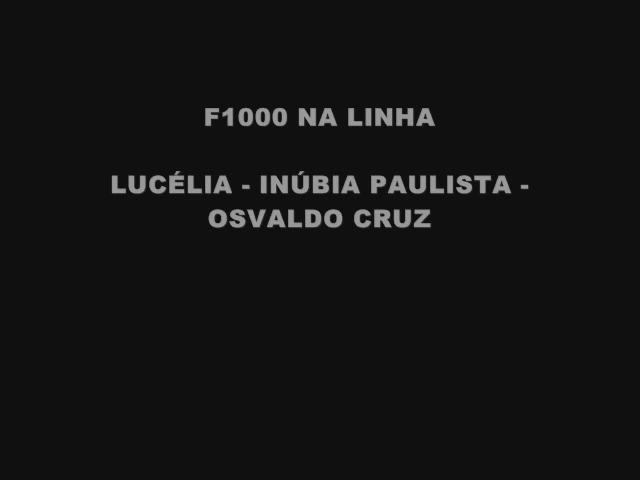 F1000 NA LINHA
LUCÉLIA - INÚBIA PAULISTA -
OSVALDO CRUZ